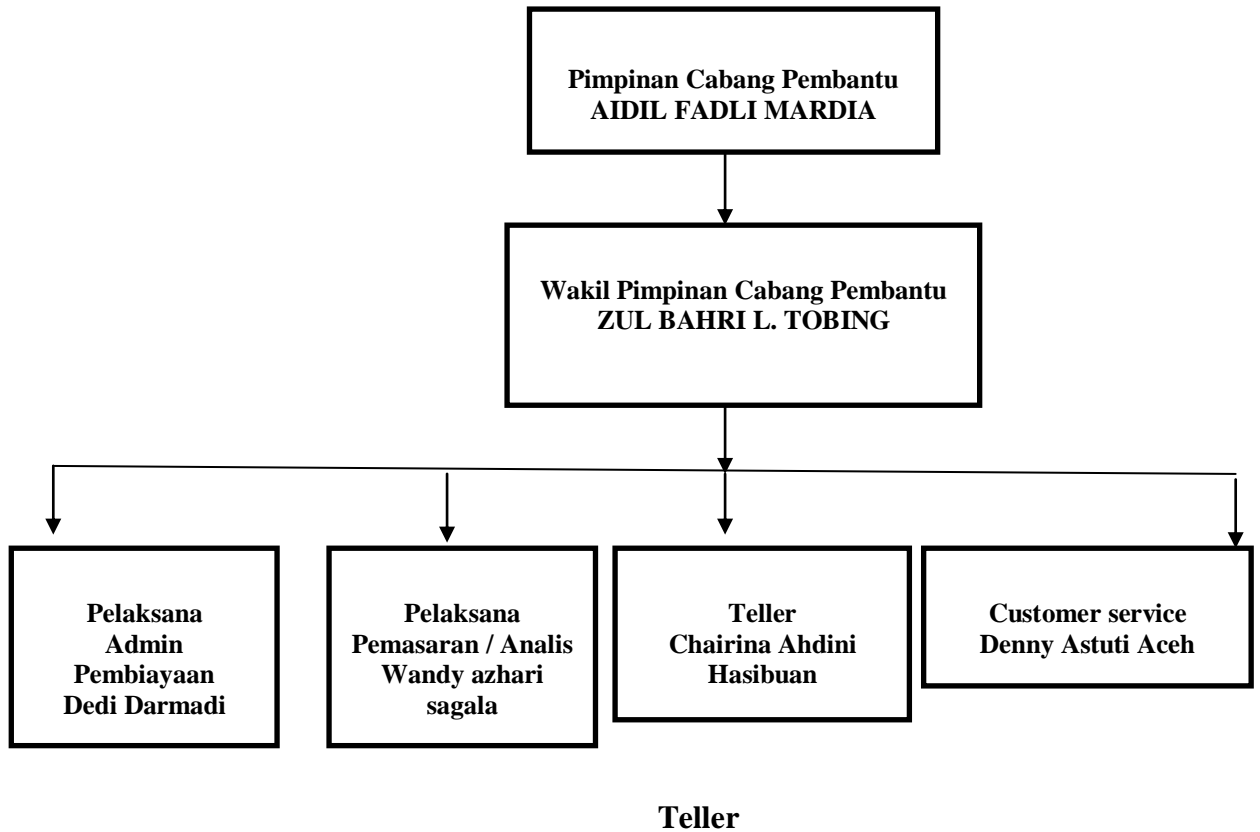 Pimpinan Cabang Pembantu
AIDIL FADLI MARDIA
Wakil Pimpinan Cabang Pembantu
ZUL BAHRI L. TOBING
Pelaksana
Admin
Pembiayaan
Dedi Darmadi
Pelaksana
Pemasaran / Analis
Wandy azhari
sagala
Teller
Chairina Ahdini
Hasibuan
Customer service
Denny Astuti Aceh
Teller